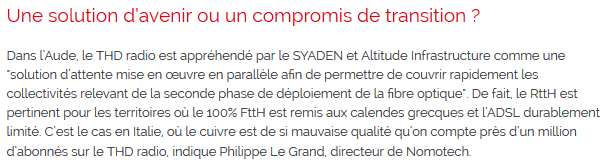 Une solution d'avenir ou un compromis de transition ?
Dans l'Aude, le THD radio est appréhendé par le SYADEN et Altitude Infrastructure comme une
"solution d'attente mise en œuvre en parallèle afin de permettre de couvrir rapidement les
collectivités relevant de la seconde phase de déploiement de la fibre optique". De fait, le RttH est
pertinent pour les territoires où le 100% FttH est remis aux calendes grecques et l'ADSL durablement
limité. C'est le cas en Italie, où le cuivre est de si mauvaise qualité qu'on compte près d'un million
d'abonnés sur le THD radio, indique Philippe Le Grand, directeur de Nomotech.